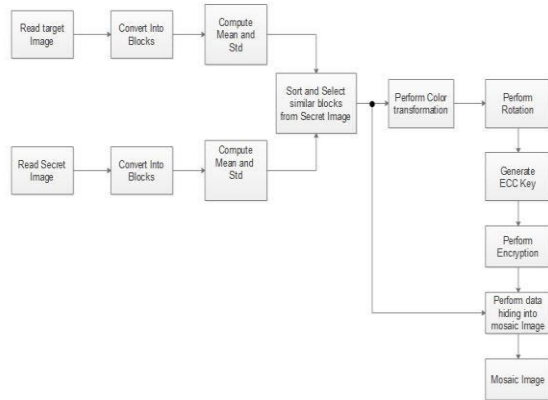 Read target
Image
Convert Into
Blocks
Compute
Mean and
Std
Sort and Select
similar blocks
from Secret Image
Perform Color
transformation
Perform
Rotation
Read Secret
Image
Convert Into
Blocks
Compute
Mean and
Std
Generate
ECC Key
Perform
Encryption
Perform data
hiding into
mosaic Image
Mosaic Image